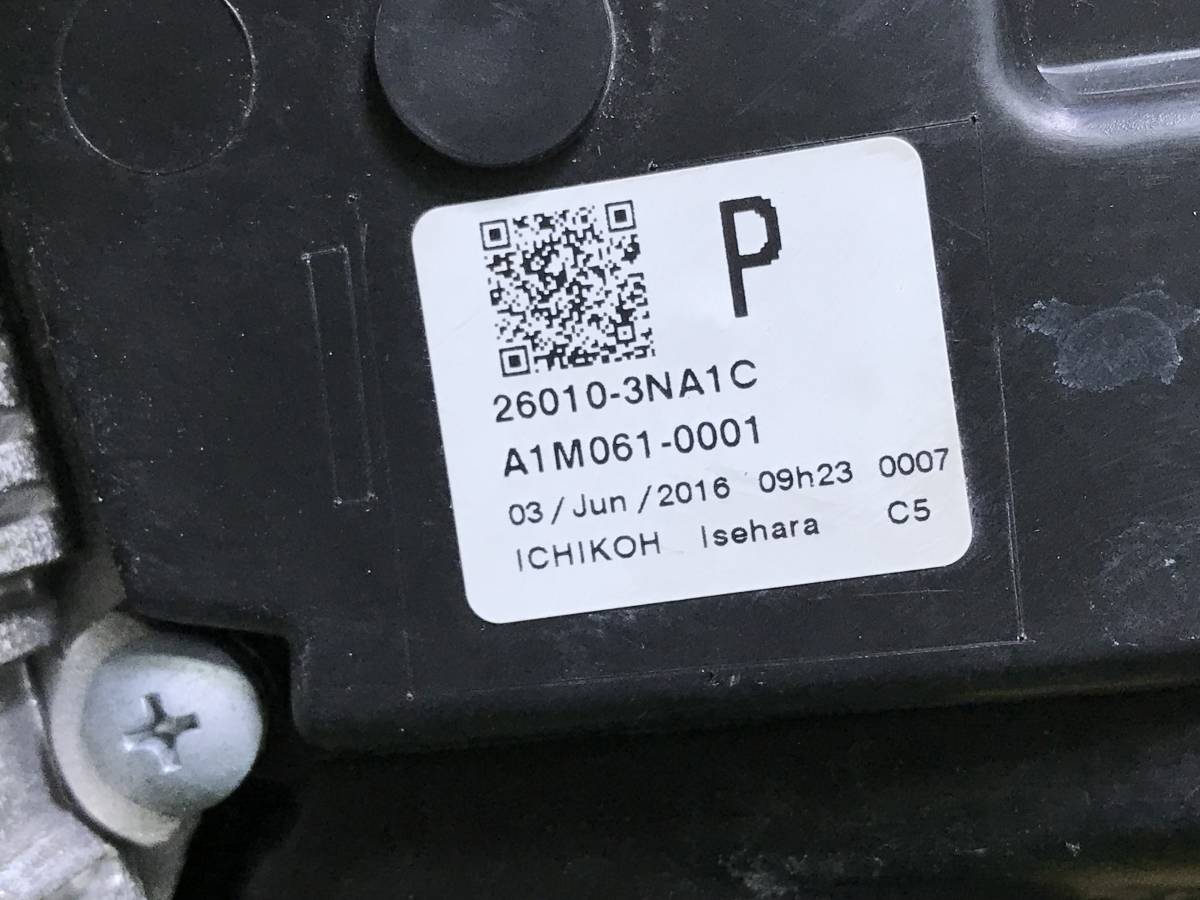 P
26010-3NA1C
A1M061-0001
03/Jun/2016 09h23 0007
ICHIKOH Isehara C5